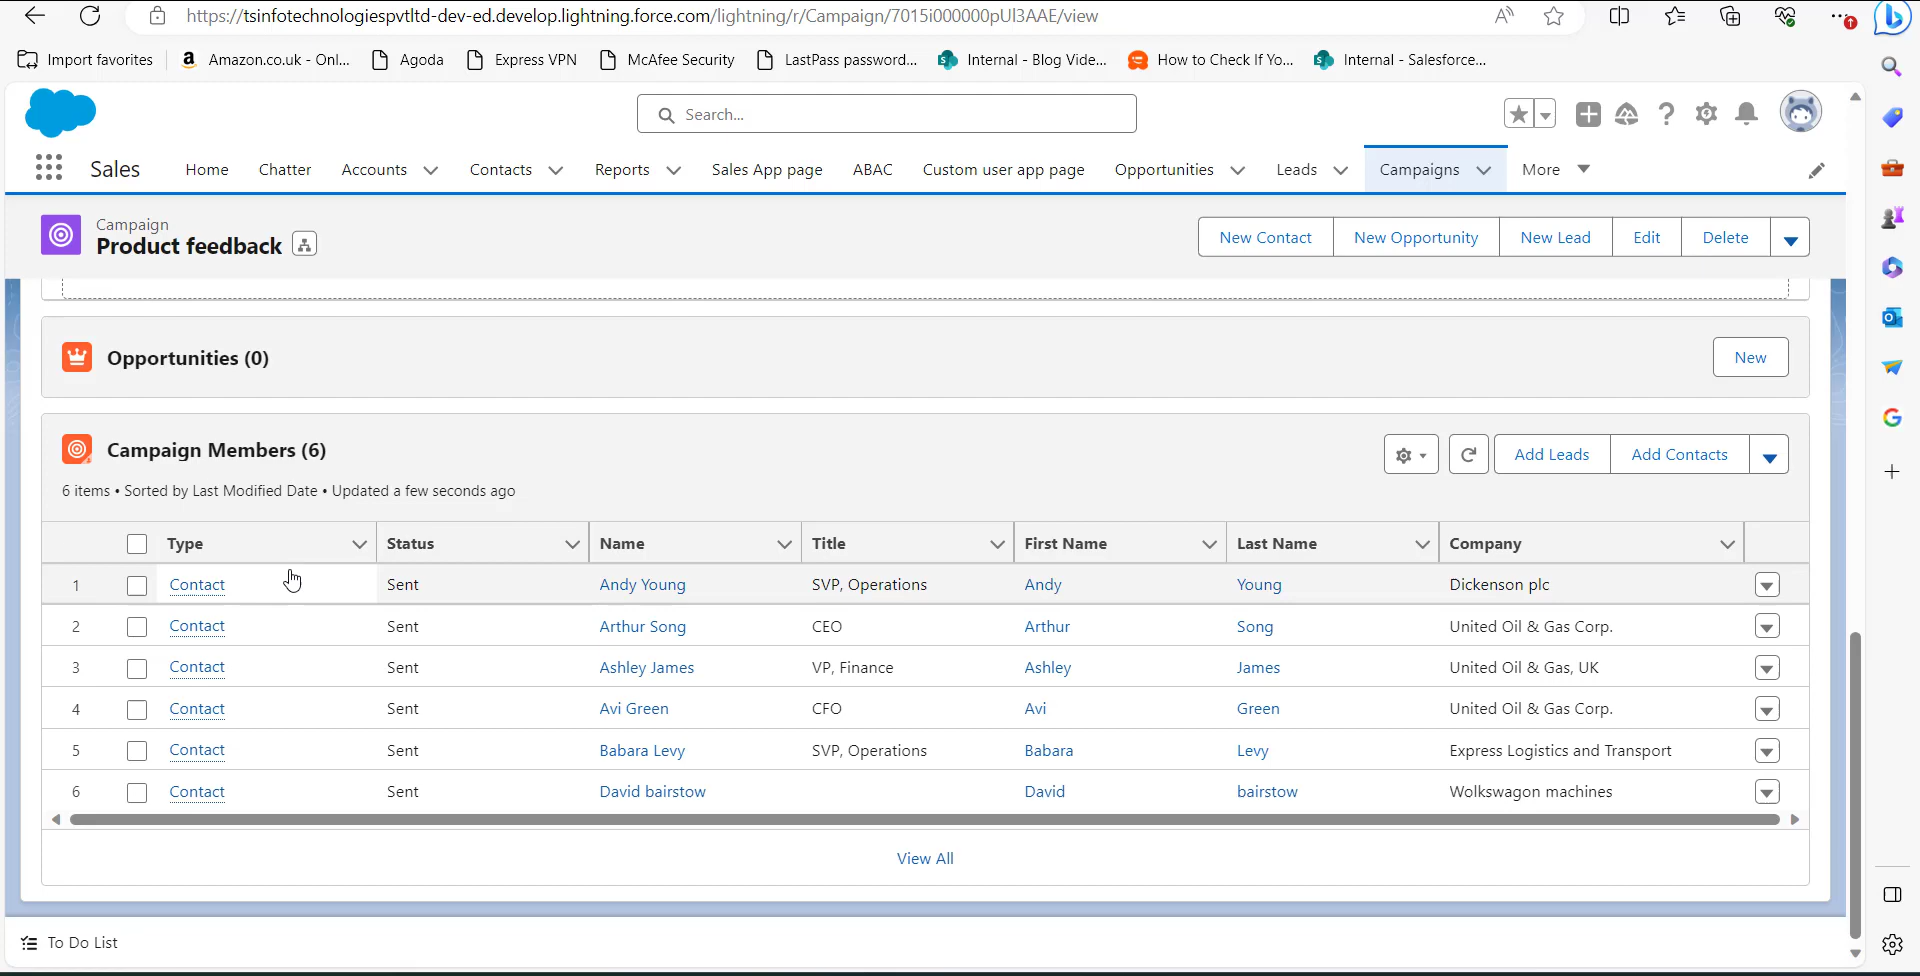 https://tsinfotechnologiespvtltd-dev-ed.develop.lightning.force.com/lightning/r/Campaign/7015i000000pUl3AAE/view
Import favorites Amazon.co.uk - Onl... Agoda Express VPN McAfee Security LastPass password... Internal - Blog Vide... How to Check If Yo... Internal - Salesforce...
Search...
Sales Home Chatter Accounts Contacts Reports Sales App page ABAC Custom user app page Opportunities Leads Campaigns More
Campaign
Product feedback
New Contact New Opportunity New Lead Edit Delete
Opportunities (0) New
Campaign Members (6) Add Leads Add Contacts
6 items • Sorted by Last Modified Date • Updated a few seconds ago
Type Status Name Title First Name Last Name Company
1 Contact Sent Andy Young SVP, Operations Andy Young Dickenson plc
2 Contact Sent Arthur Song CEO Arthur Song United Oil & Gas Corp.
3 Contact Sent Ashley James VP, Finance Ashley James United Oil & Gas, UK
4 Contact Sent Avi Green CFO Avi Green United Oil & Gas Corp.
5 Contact Sent Babara Levy SVP, Operations Babara Levy Express Logistics and Transport
6 Contact Sent David bairstow David bairstow Wolkswagon machines
View All
To Do List